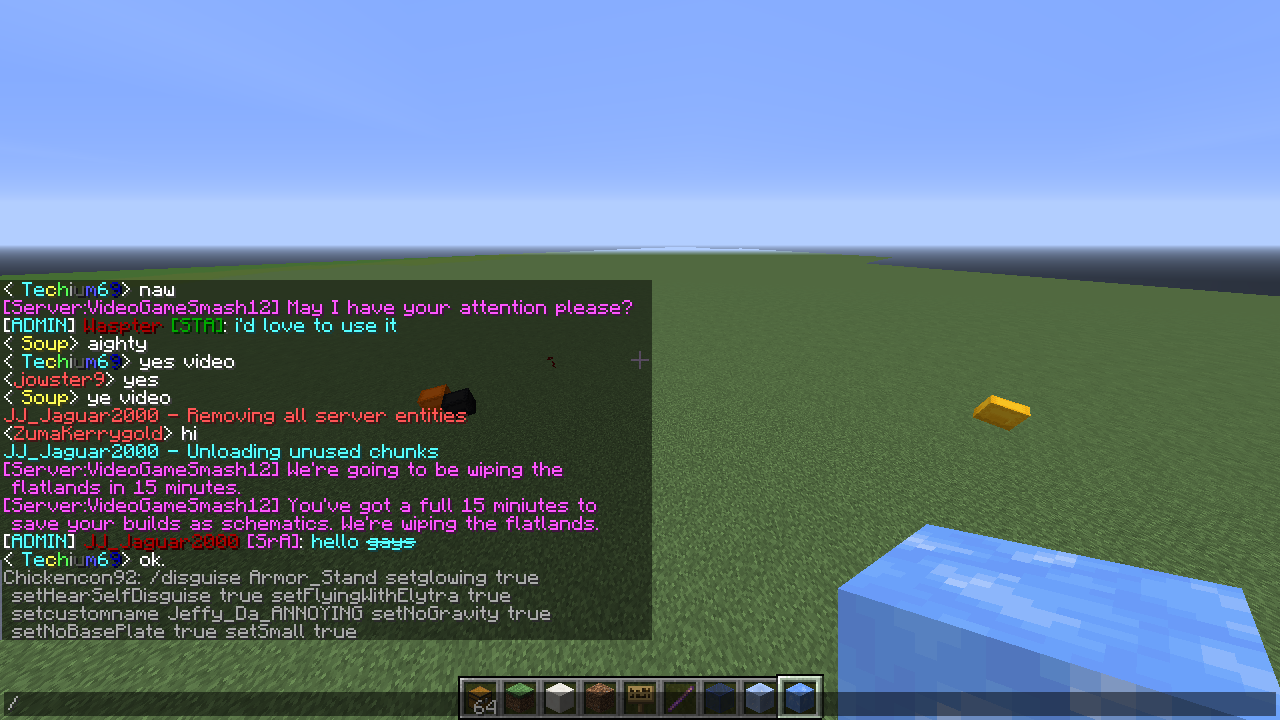 < Techium69> naw
[Server:VideoGameSmash12] May I have your attention please?
[ADMIN] Waspter [STA]: i'd love to use it
< Soup> aighty
< Techium69> yes video
<jowster9> yes
< Soup> ye video
JJ_Jaguar2000 - Removing all server entities
<ZumaKerrygold> hi
JJ_Jaguar2000 - Unloading unused chunks
[Server:VideoGameSmash12] We're going to be wiping the
flatlands in 15 minutes.
[Server:VideoGameSmash12] You've got a full 15 miniutes to
save your builds as schematics. We're wiping the flatlands.
[ADMIN] JJ_Jaguar2000 [SrA]: hello gays
< Techium69> ok.
Chickencon92: /disguise Armor_Stand setglowing true
setHearSelfDisguise true setFlyingWithElytra true
setcustomname Jeffy_Da_ANNOYING setNoGravity true
setNoBasePlate true setSmall true
64
/